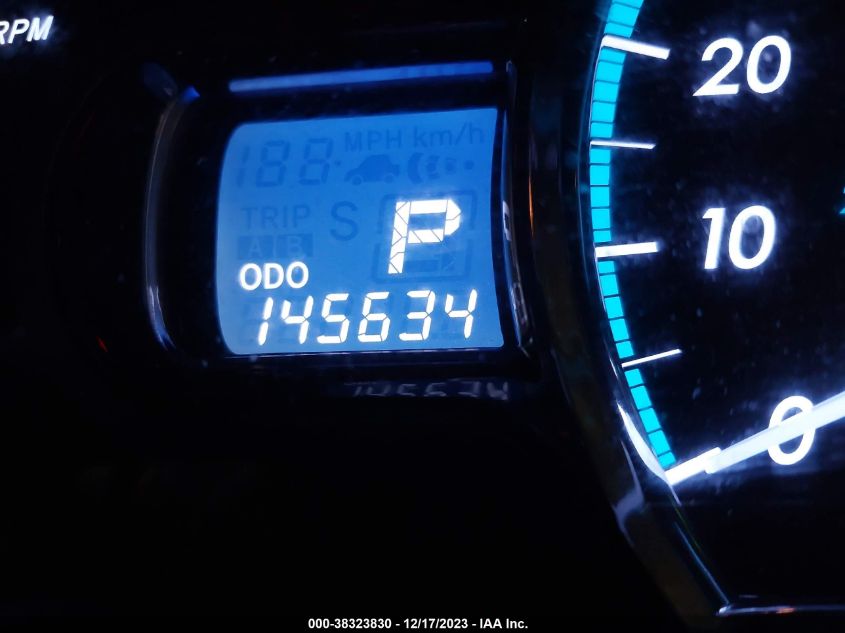 RPM
20
188 MPH km/h
TRIP S
A B
P
10
ODO
145634
0
000-38323830 - 12/17/2023 - IAA Inc.